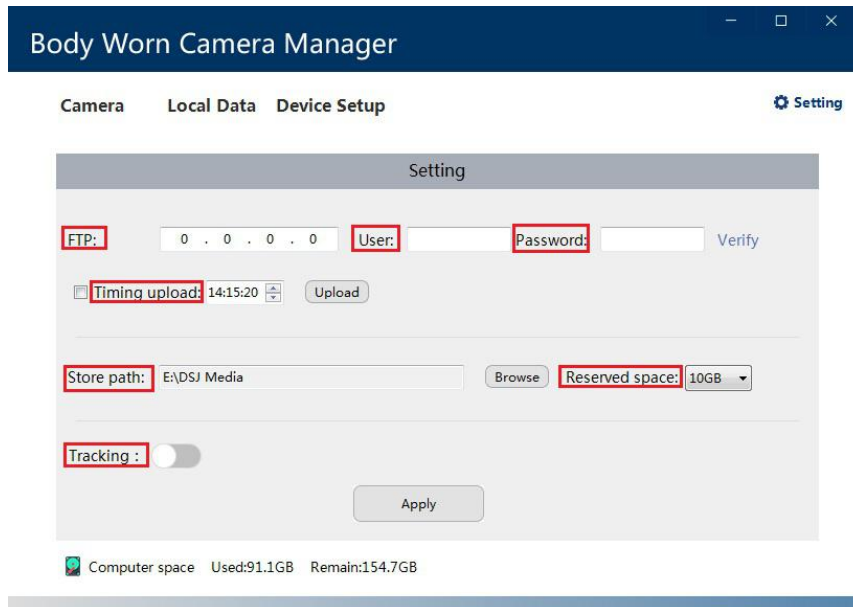 Body Worn Camera Manager
Camera Local Data Device Setup Setting
Setting
FTP: 0 . 0 . 0 . 0 User: Password: Verify
Timing upload: 14:15:20 Upload
Store path: E:\DSJ Media Browse Reserved space: 10GB
Tracking :
Apply
Computer space Used:91.1GB Remain:154.7GB